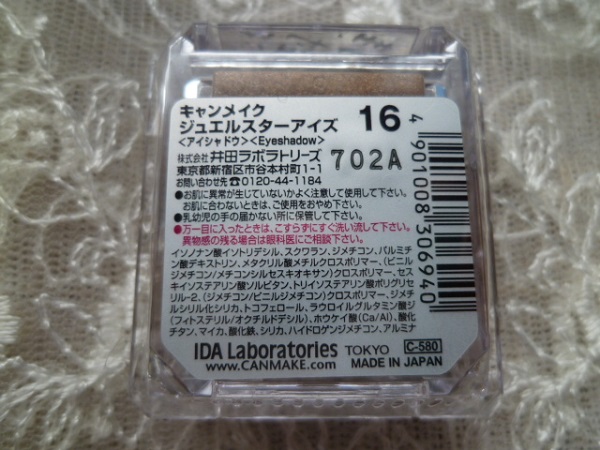 キャンメイク
ジュエルスターアイズ 16
<アイシャドウ><Eyeshadow>
株式会社 井田ラボラトリーズ 702A
東京都新宿区市谷本村町1-1
お問い合わせ先☎0120-44-1184
●お肌に異常が生じていないかよく注意して使用して下さい。
お肌に合わないときは、ご使用をおやめ下さい。
●乳幼児の手の届かない所に保管して下さい。
●万一目に入ったときは、こすらずにすぐ洗い流して下さい。
異物感の残る場合は眼科医にご相談下さい。
イソノナン酸イソトリデシル、スクワラン、ジメチコン、パルミチ
ン酸デキストリン、メタクリル酸メチルクロスポリマー、(ビニル
ジメチコン/メチコンシルセスキオキサン)クロスポリマー、セス
キイソステアリン酸ソルビタン、トリイソステアリン酸ポリグリセ
リル-2、(ジメチコン/ビニルジメチコン)クロスポリマー、ジメチ
ルシリル化シリカ、トコフェロール、ラウロイルグルタミン酸ジ
(フィトステリル/オクチルドデシル)、ホウケイ酸(Ca/Al)、酸化
チタン、マイカ、酸化鉄、シリカ、ハイドロゲンジメチコン、アルミナ
IDA Laboratories TOKYO C-580
WWW.CANMAKE.COM MADE IN JAPAN
4 901008 306940